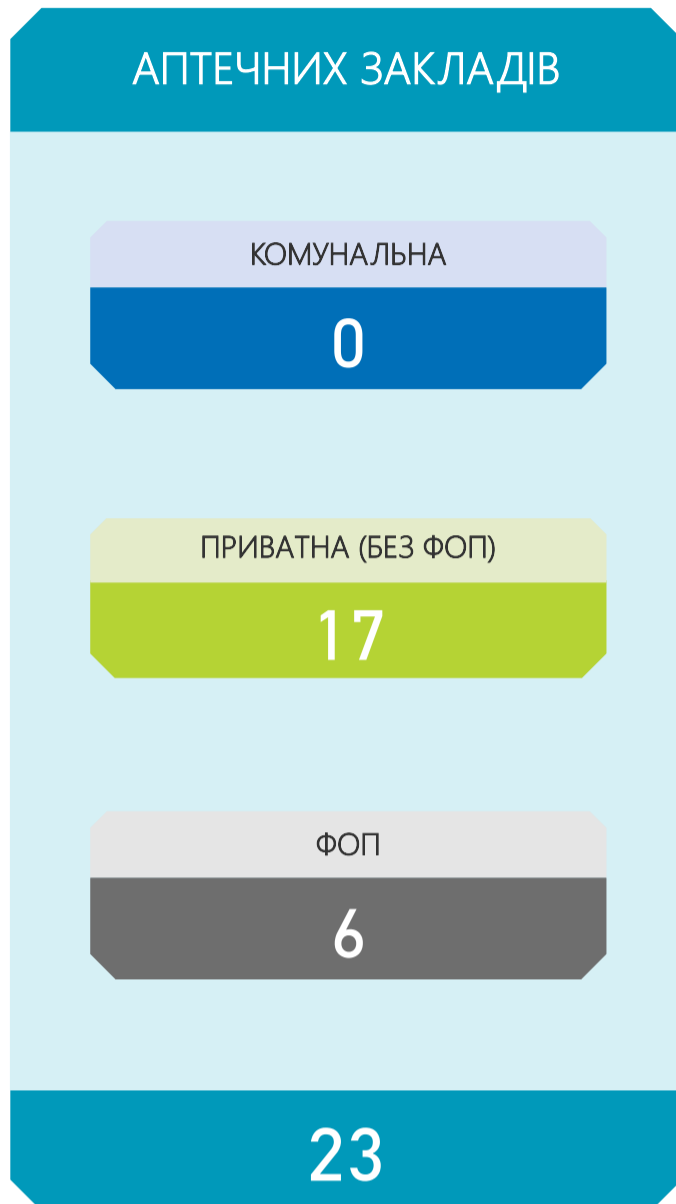 АПТЕЧНИХ ЗАКЛАДІВ
КОМУНАЛЬНА
0
ПРИВАТНА (БЕЗ ФОП)
17
ФОП
6
23